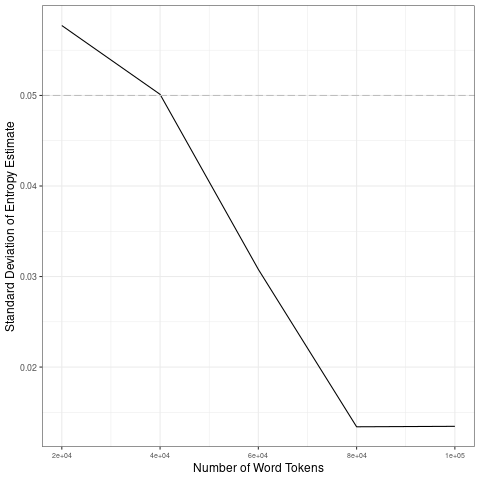 Standard Deviation of Entropy Estimate
0.05
0.04
0.03
0.02
2e+04 4e+04 6e+04 8e+04 1e+05
Number of Word Tokens